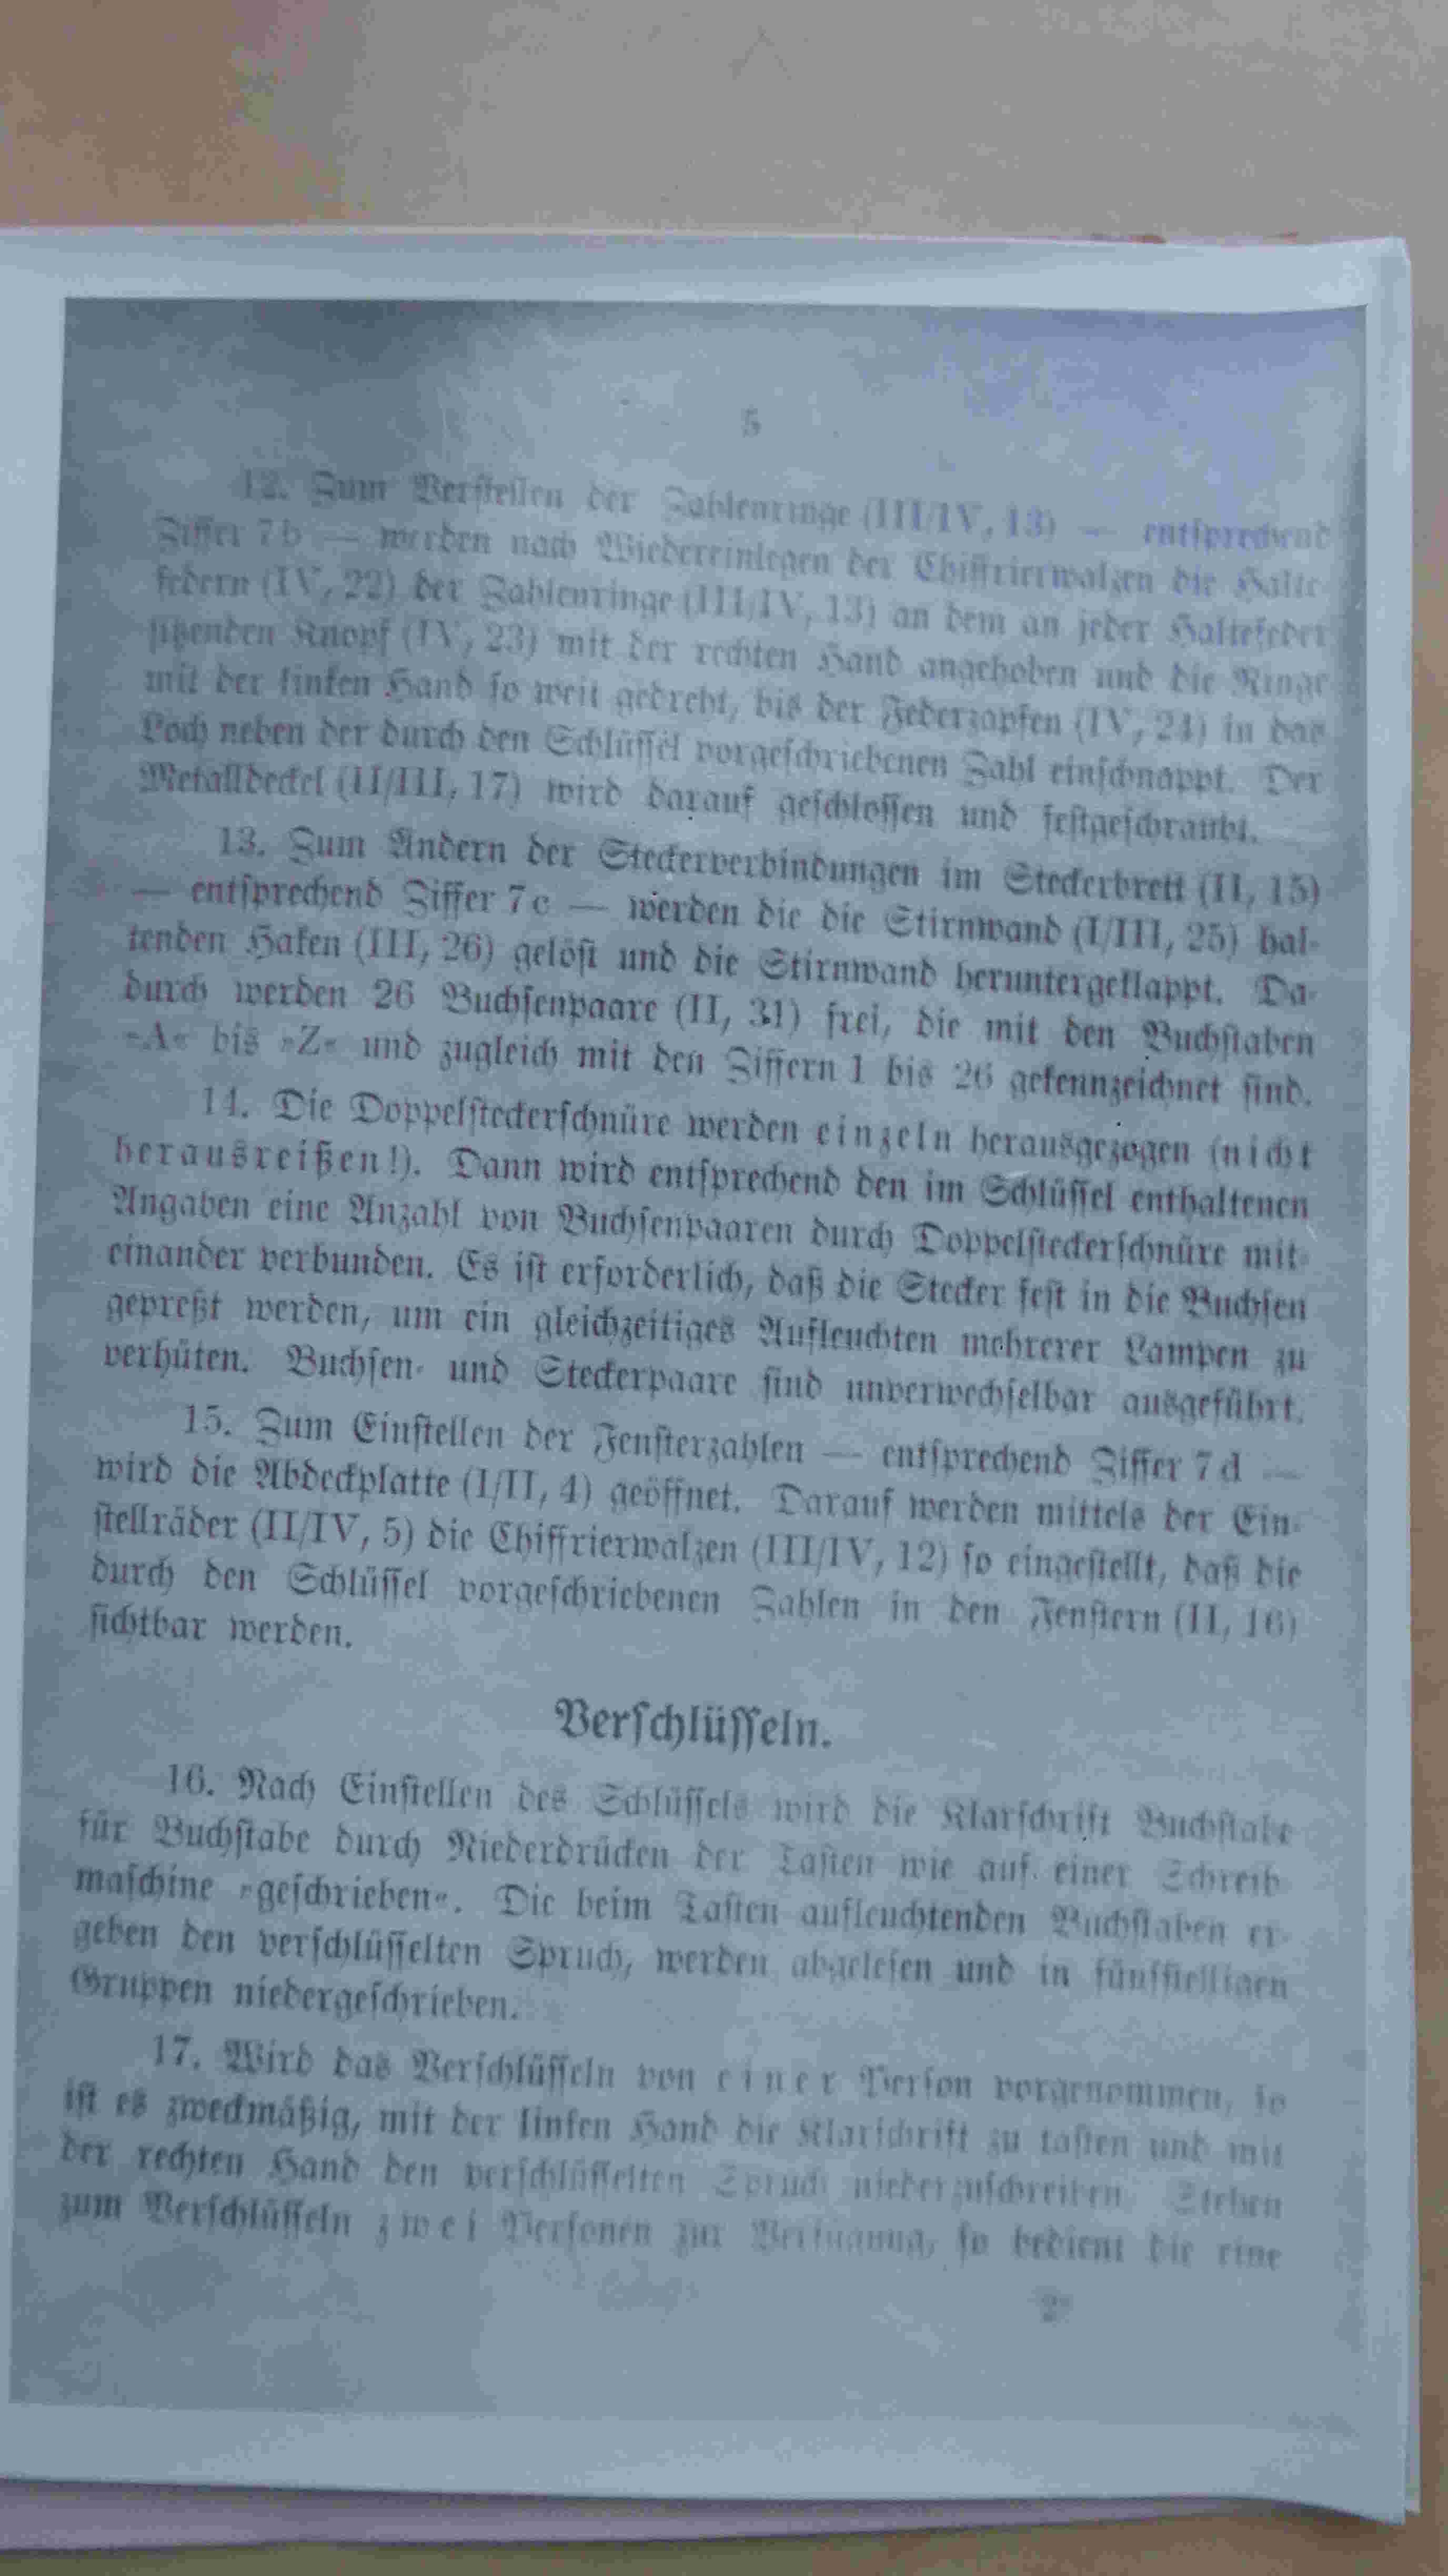 5
12. Zum Verstellen der Zahlenringe (III/IV, 13) — entsprechend
Ziffer 7b — werden nach Wiedereinlegen der Chiffrierwalzen die Halte-
federn (IV, 22) der Zahlenringe (III/IV, 13) an dem an jeder Haltefeder
sitzenden Knopf (IV, 23) mit der rechten Hand angehoben und die Ringe
mit der linken Hand so weit gedreht, bis der Federzapfen (IV, 24) in das
Loch neben der durch den Schlüssel vorgeschriebenen Zahl einschnappt. Der
Metalldeckel (II/III, 17) wird darauf geschlossen und festgeschraubt.
13. Zum Ändern der Steckerverbindungen im Steckerbrett (II, 15)
— entsprechend Ziffer 7c — werden die die Stirnwand (I/III, 25) hal-
tenden Haken (III, 26) gelöst und die Stirnwand heruntergeklappt. Da-
durch werden 26 Buchsenpaare (II, 31) frei, die mit den Buchstaben
»A« bis »Z« und zugleich mit den Ziffern 1 bis 26 gekennzeichnet sind.
14. Die Doppelsteckerschnüre werden einzeln herausgezogen (nicht
herausreißen!). Dann wird entsprechend den im Schlüssel enthaltenen
Angaben eine Anzahl von Buchsenpaaren durch Doppelsteckerschnüre mit-
einander verbunden. Es ist erforderlich, daß die Stecker fest in die Buchsen
gepreßt werden, um ein gleichzeitiges Aufleuchten mehrerer Lampen zu
verhüten. Buchsen- und Steckerpaare sind unverwechselbar ausgeführt.
15. Zum Einstellen der Fensterzahlen — entsprechend Ziffer 7d —
wird die Abdeckplatte (I/II, 4) geöffnet. Darauf werden mittels der Ein-
stellräder (II/IV, 5) die Chiffrierwalzen (III/IV, 12) so eingestellt, daß die
durch den Schlüssel vorgeschriebenen Zahlen in den Fenstern (II, 16)
sichtbar werden.
Verschlüsseln.
16. Nach Einstellen des Schlüssels wird die Klarschrift Buchstabe
für Buchstabe durch Niederdrücken der Tasten wie auf einer Schreib-
maschine »geschrieben«. Die beim Tasten aufleuchtenden Buchstaben er-
geben den verschlüsselten Spruch, werden abgelesen und in fünfstelligen
Gruppen niedergeschrieben.
17. Wird das Verschlüsseln von einer Person vorgenommen, so
ist es zweckmäßig, mit der linken Hand die Klarschrift zu tasten und mit
der rechten Hand den verschlüsselten Spruch niederzuschreiben. Stehen
zum Verschlüsseln zwei Personen zur Verfügung, so bedient die eine